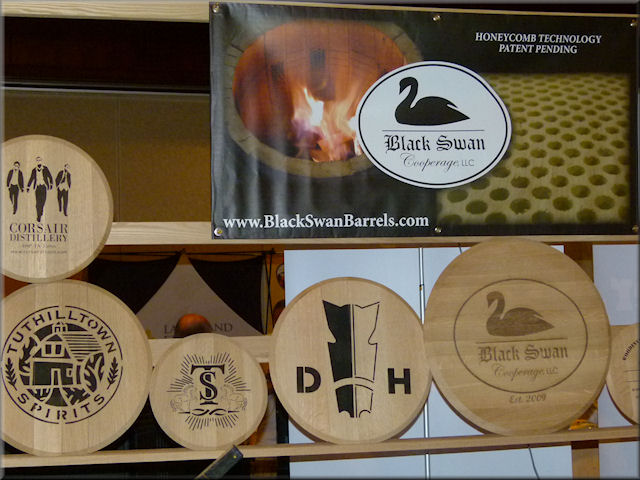 HONEYCOMB TECHNOLOGY
PATENT PENDING
Black Swan
Cooperage, LLC
www.BlackSwanBarrels.com
CORSAIR
DISTILLERY
TUTHILLTOWN
SPIRITS
TS
D H
Black Swan
Cooperage, LLC
Est. 2009